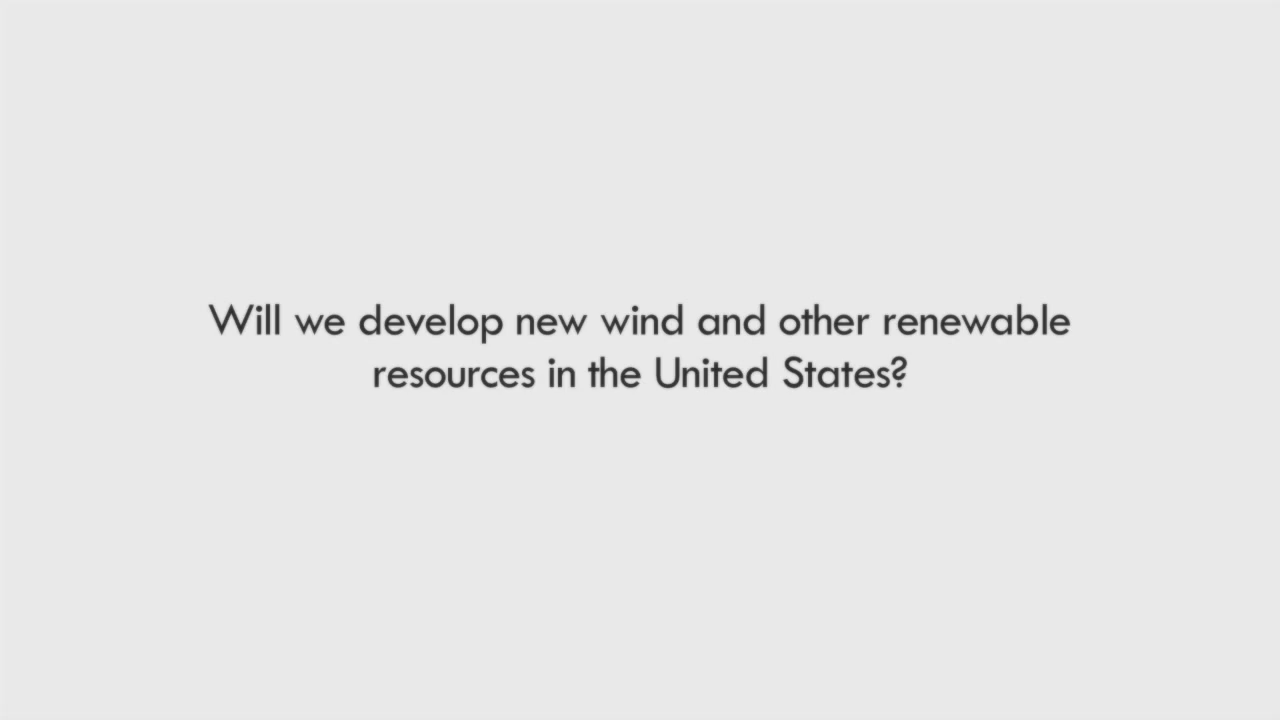 Will we develop new wind and other renewable
resources in the United States?